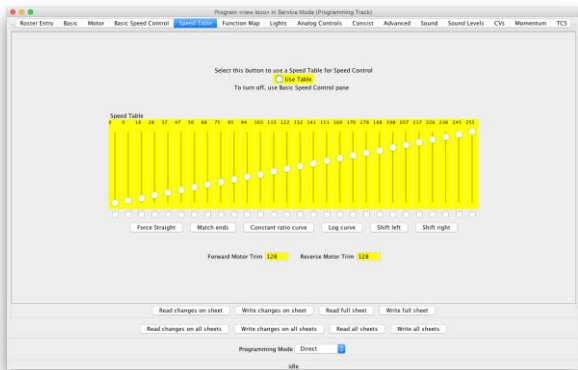 Program <new loco> in Service Mode (Programming Track)
Roster Entry Basic Motor Basic Speed Control Speed Table Function Map Lights Analog Controls Consist Advanced Sound Sound Levels CVs Momentum TCS
Select this button to use a Speed Table for Speed Control
Use Table
To turn off, use Basic Speed Control pane
Speed Table
0 9 18 28 37 47 56 66 75 85 94 103 113 122 132 141 151 160 170 179 188 198 207 217 226 236 245 255
Force Straight Match ends Constant ratio curve Log curve Shift left Shift right
Forward Motor Trim 128 Reverse Motor Trim 128
Read changes on sheet Write changes on sheet Read full sheet Write full sheet
Read changes on all sheets Write changes on all sheets Read all sheets Write all sheets
Programming Mode Direct
idle